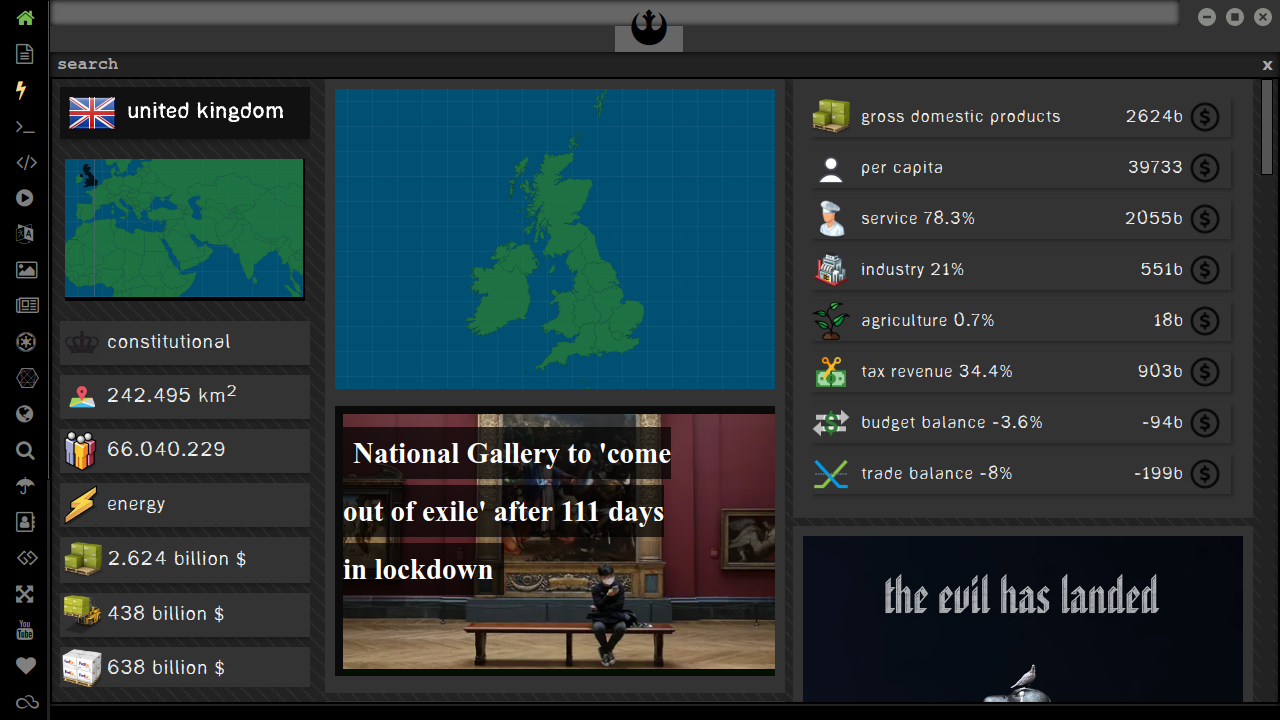 search
x
united kingdom
constitutional
242.495 km²
66.040.229
energy
2.624 billion $
438 billion $
638 billion $
National Gallery to 'come
out of exile' after 111 days
in lockdown
gross domestic products 2624b $
per capita 39733 $
service 78.3% 2055b $
industry 21% 551b $
agriculture 0.7% 18b $
tax revenue 34.4% 903b $
budget balance -3.6% -94b $
trade balance -8% -199b $
the evil has landed
You
Tube
FedEx FedEx